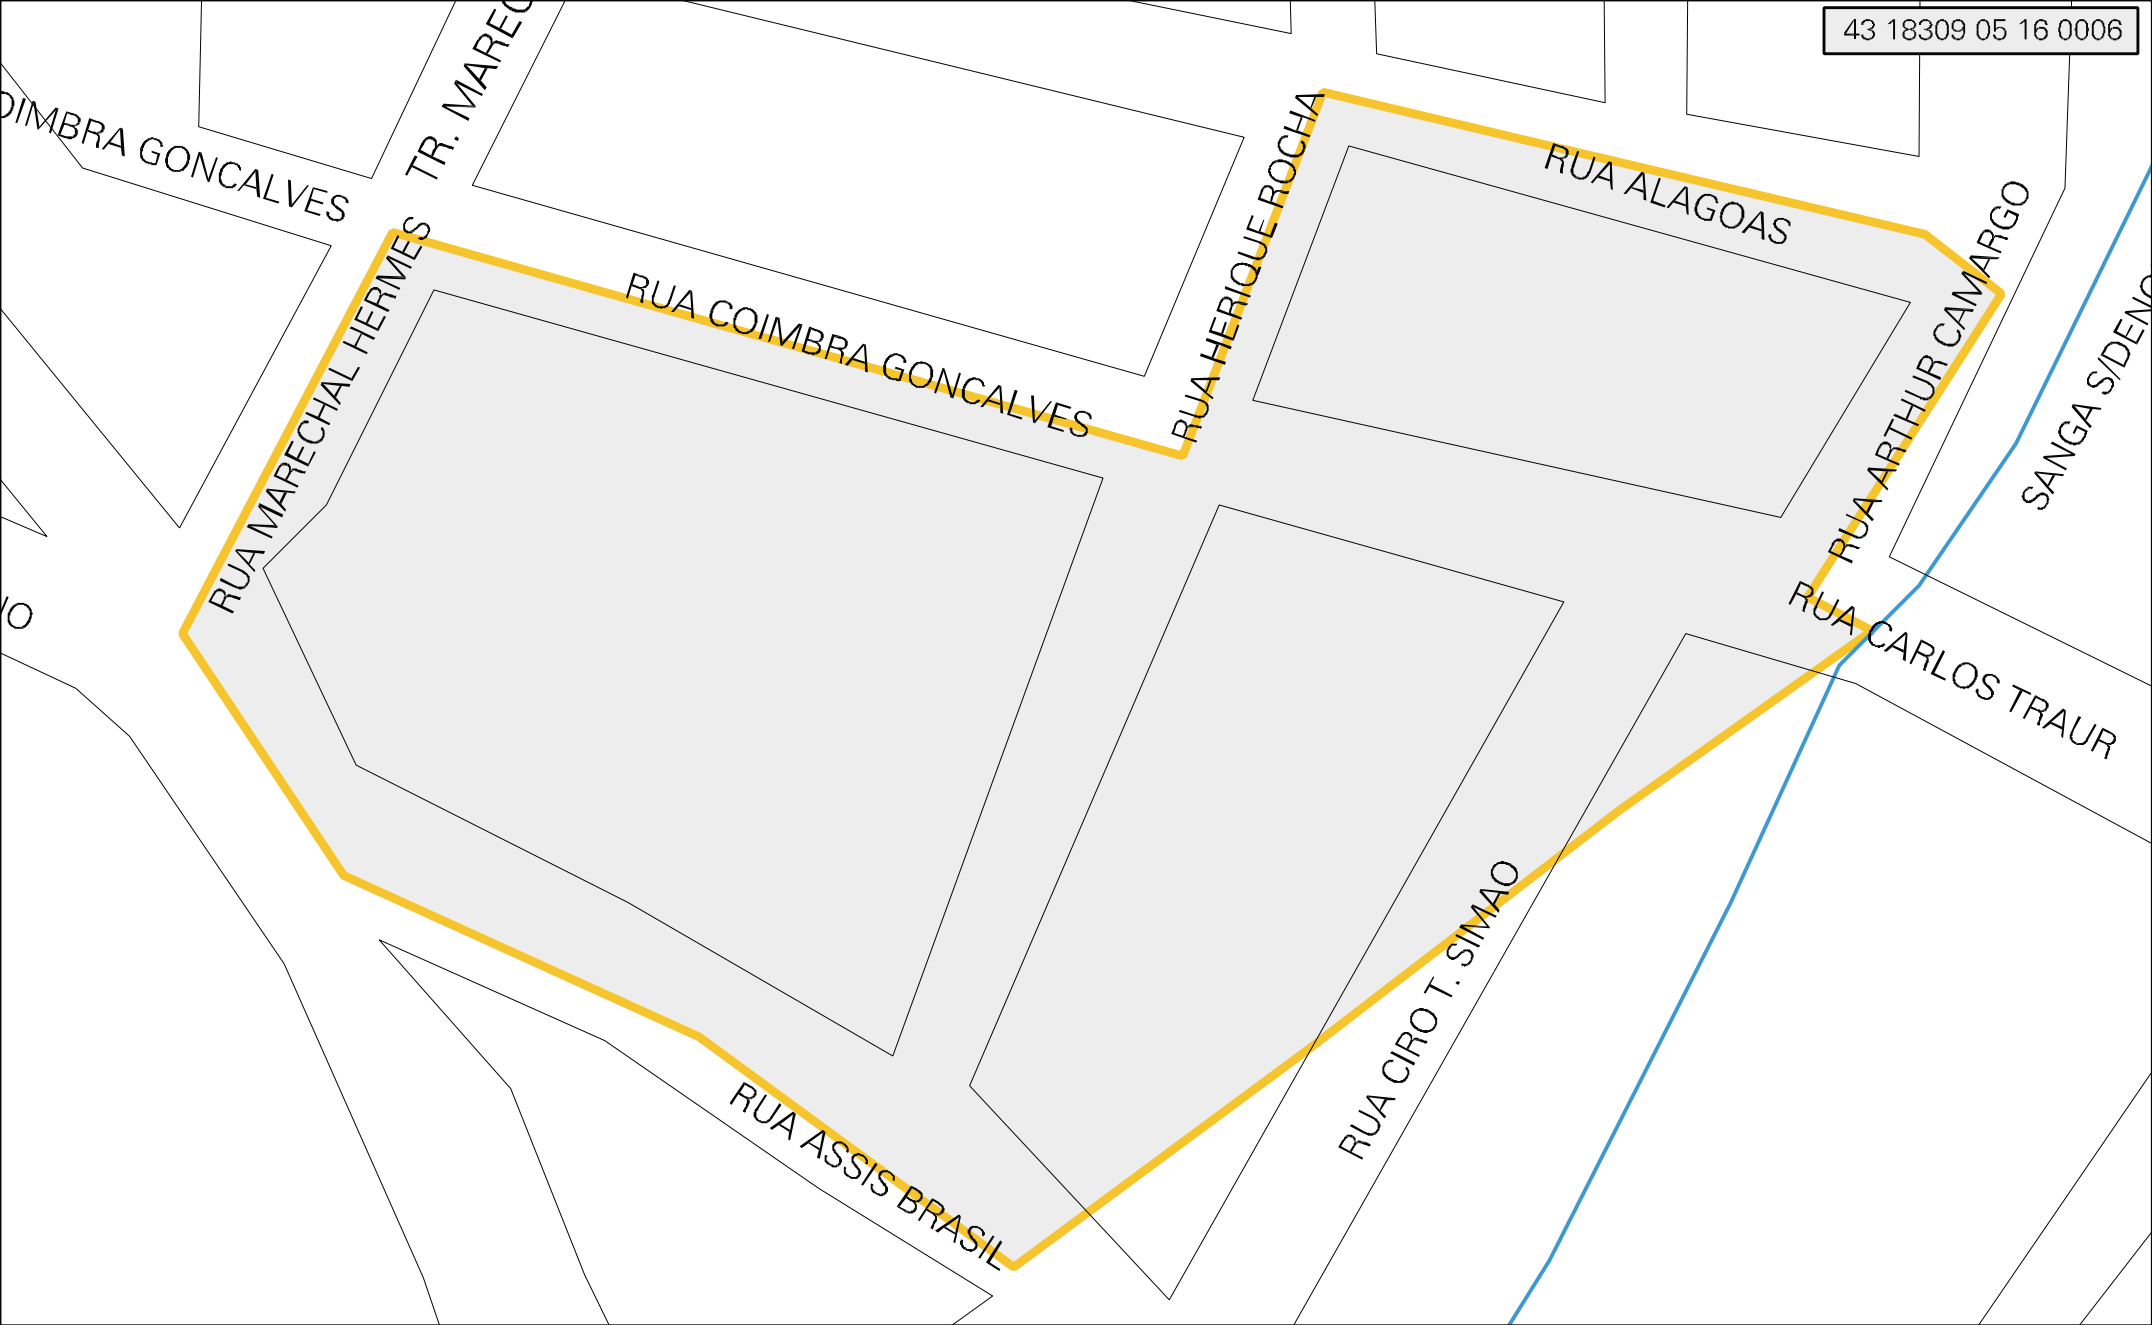 43 18309 05 16 0006
TR. MAREC
OIMBRA GONCALVES
RUA ALAGOAS
RUA HERIQUE ROCHA
RUA COIMBRA GONCALVES
RUA MARECHAL HERMES
RUA ARTHUR CAMARGO
SANGA S/DENO
RUA CARLOS TRAUR
RUA CIRO T. SIMAO
RUA ASSIS BRASIL